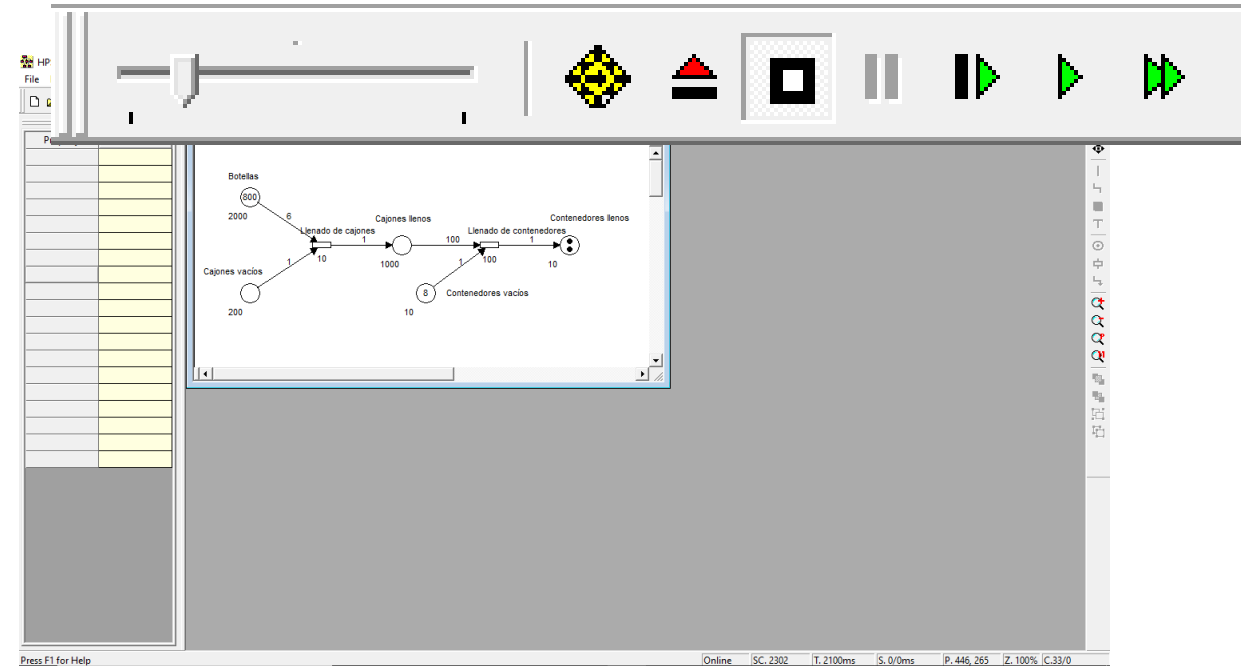 HP
File
P
Botellas
800
2000
6
Llenado de cajones
Cajones llenos
1
10
1000
100
Llenado de contenedores
1
100
Contenedores llenos
10
Cajones vacíos
1
200
1
8
Contenedores vacíos
10
Press F1 for Help
Online
SC. 2302
T. 2100ms
S. 0/0ms
P. 446, 265
Z. 100%
C.33/0